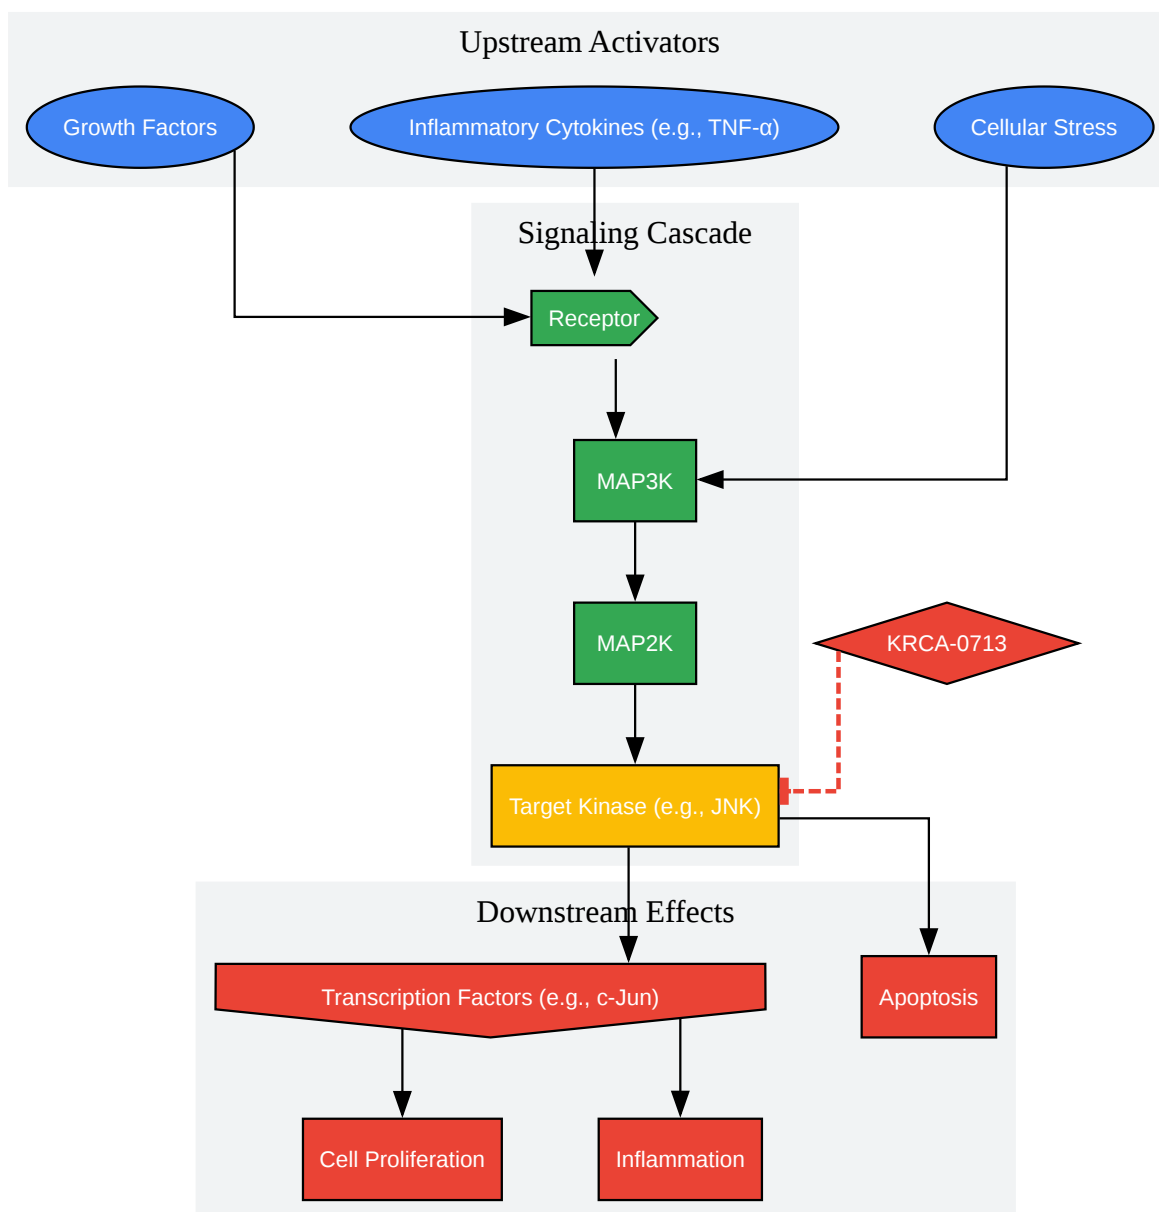 Upstream Activators
Growth Factors
Inflammatory Cytokines (e.g., TNF-α)
Cellular Stress
Signaling Cascade
Receptor
MAP3K
MAP2K
KRCA-0713
Target Kinase (e.g., JNK)
Downstream Effects
Transcription Factors (e.g., c-Jun)
Apoptosis
Cell Proliferation
Inflammation